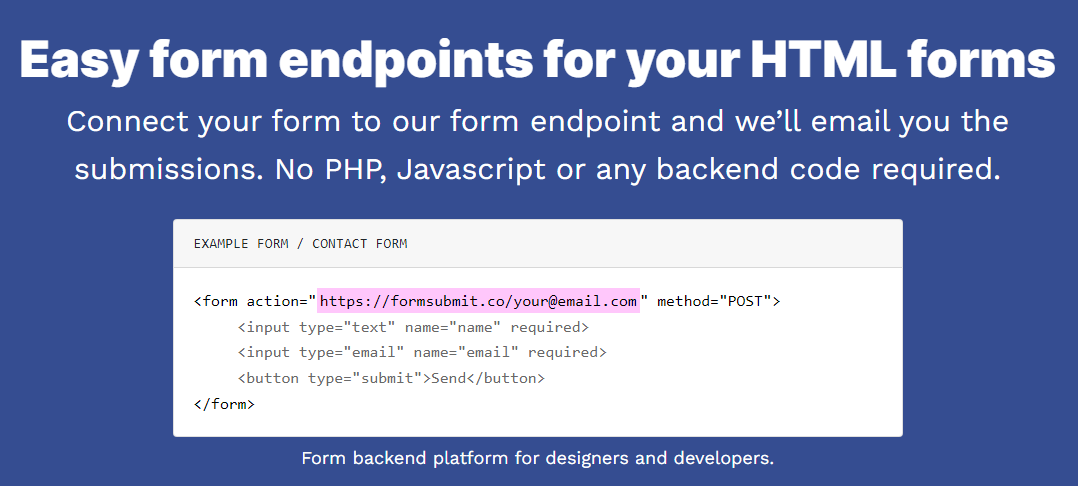 Easy form endpoints for your HTML forms
Connect your form to our form endpoint and we’ll email you the
submissions. No PHP, Javascript or any backend code required.
EXAMPLE FORM / CONTACT FORM
<form action="https://formsubmit.co/your@email.com" method="POST">
<input type="text" name="name" required>
<input type="email" name="email" required>
<button type="submit">Send</button>
</form>
Form backend platform for designers and developers.